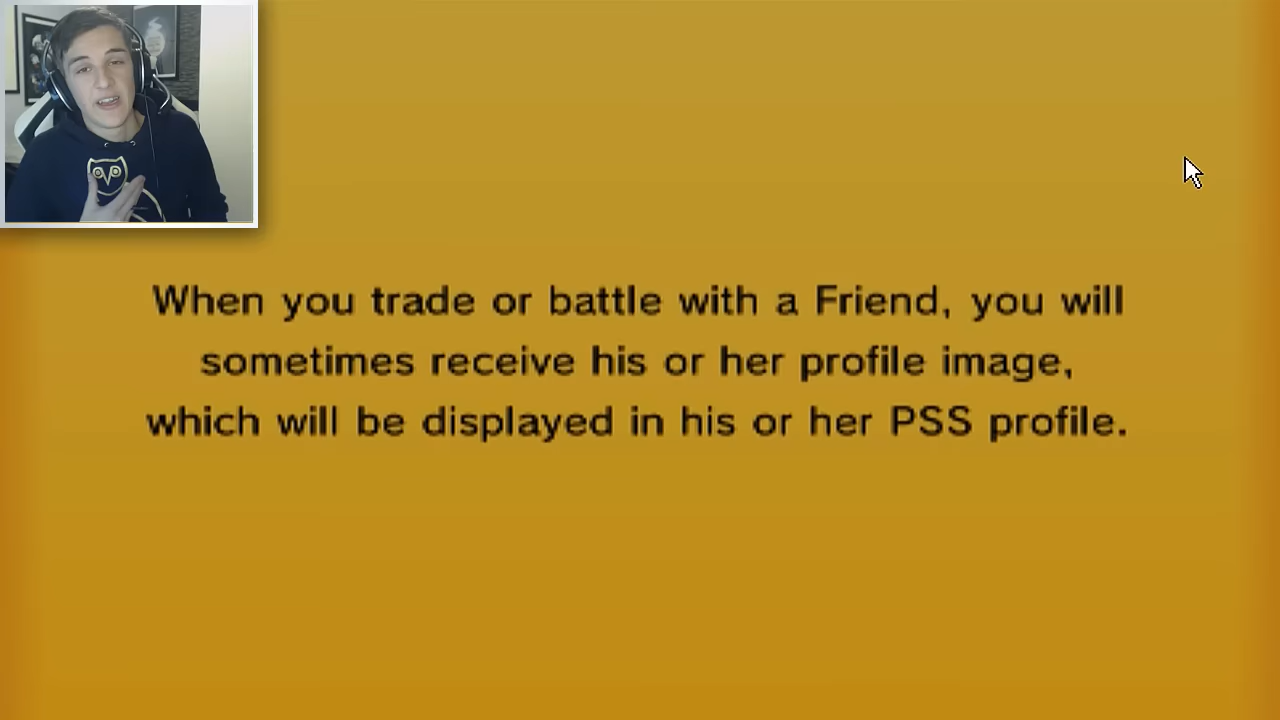 When you trade or battle with a Friend, you will
sometimes receive his or her profile image,
which will be displayed in his or her PSS profile.